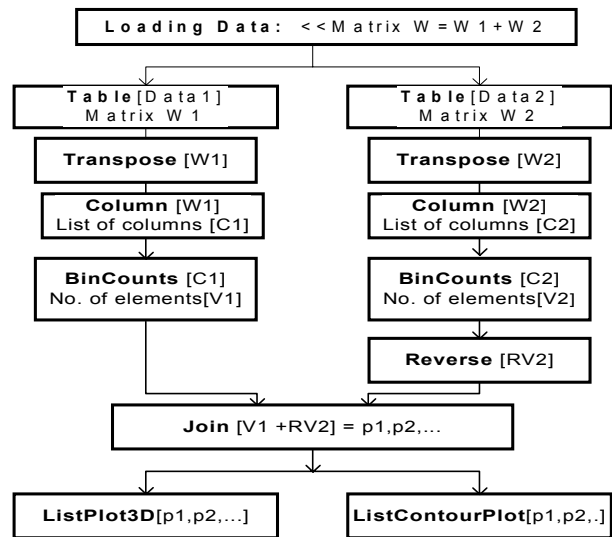 Loading Data: <<Matrix W=W1+W2
Table[Data1]
Matrix W1
Table[Data2]
Matrix W2
Transpose [W1]
Transpose [W2]
Column [W1]
List of columns [C1]
Column [W2]
List of columns [C2]
BinCounts [C1]
No. of elements[V1]
BinCounts [C2]
No. of elements[V2]
Reverse [RV2]
Join [V1 +RV2] = p1,p2,...
ListPlot3D[p1,p2,...]
ListContourPlot[p1,p2,.]